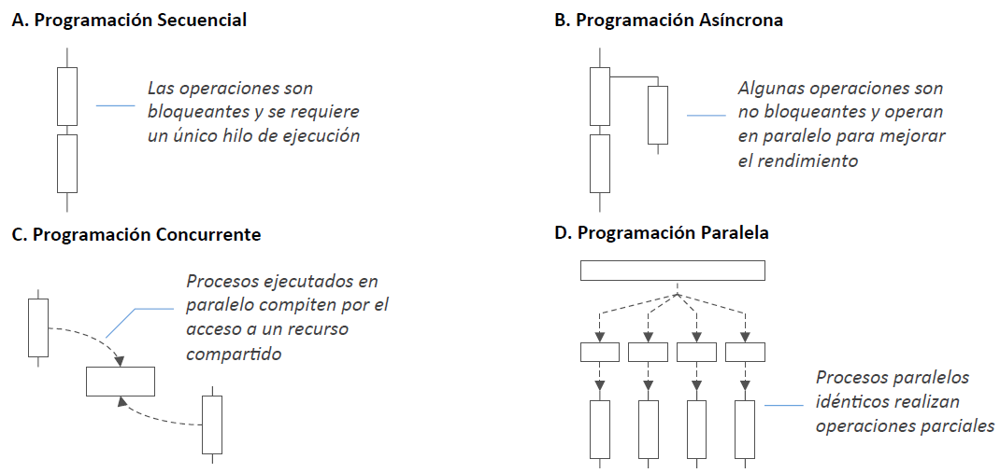 A. Programación Secuencial
Las operaciones son
bloqueantes y se requiere
un único hilo de ejecución
B. Programación Asíncrona
Algunas operaciones son
no bloqueantes y operan
en paralelo para mejorar
el rendimiento
C. Programación Concurrente
Procesos ejecutados en
paralelo compiten por el
acceso a un recurso
compartido
D. Programación Paralela
Procesos paralelos
idénticos realizan
operaciones parciales